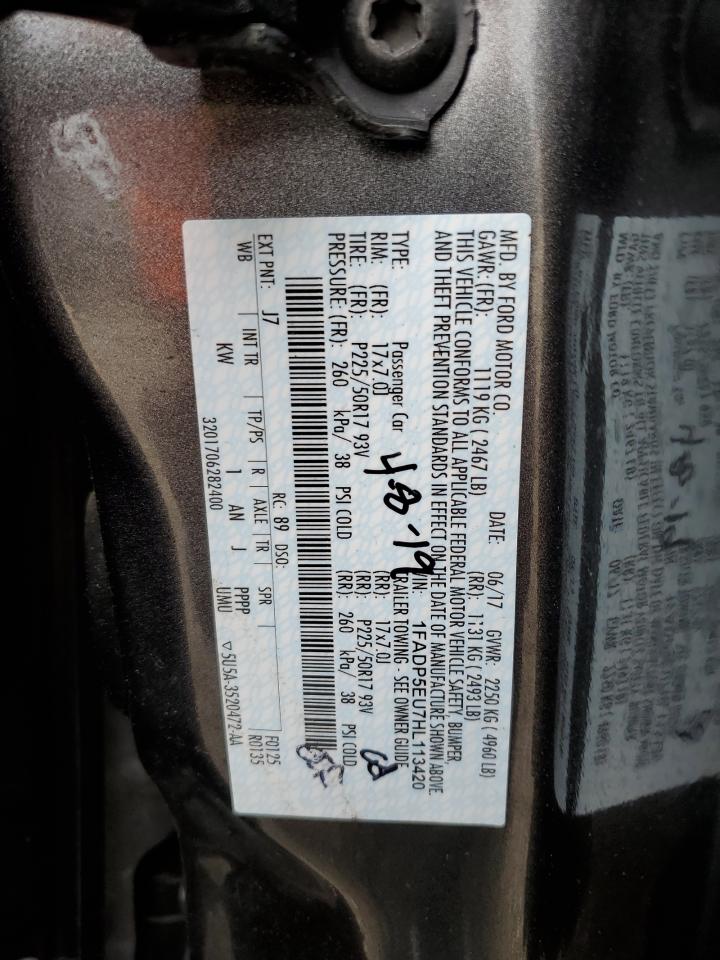 MFD. BY FORD MOTOR CO. DATE: 06/17 GVWR: 2250 KG ( 4960 LB)
GAWR: (FR): 1119 KG ( 2467 LB) (RR): 1131 KG ( 2493 LB)
THIS VEHICLE CONFORMS TO ALL APPLICABLE FEDERAL MOTOR VEHICLE SAFETY, BUMPER,
AND THEFT PREVENTION STANDARDS IN EFFECT ON THE DATE OF MANUFACTURE SHOWN ABOVE.
VIN: 1FADP5EU7HL113420
TYPE: Passenger Car TRAILER TOWING - SEE OWNER GUIDE
48-19
RIM: (FR): 17x7.0J (RR): 17x7.0J
TIRE: (FR): P225/50R17 93V (RR): P225/50R17 93V
PRESSURE: (FR): 260 kPa/ 38 PSI COLD (RR): 260 kPa/ 38 PSI COLD
RC: 89 DSO: F0125
EXT PNT: J7 R0135
WB INT TR TP/PS R AXLE TR SPR
KW 1 AN J PPPP
3201706282400 UMU ▽5U5A-3520472-AA